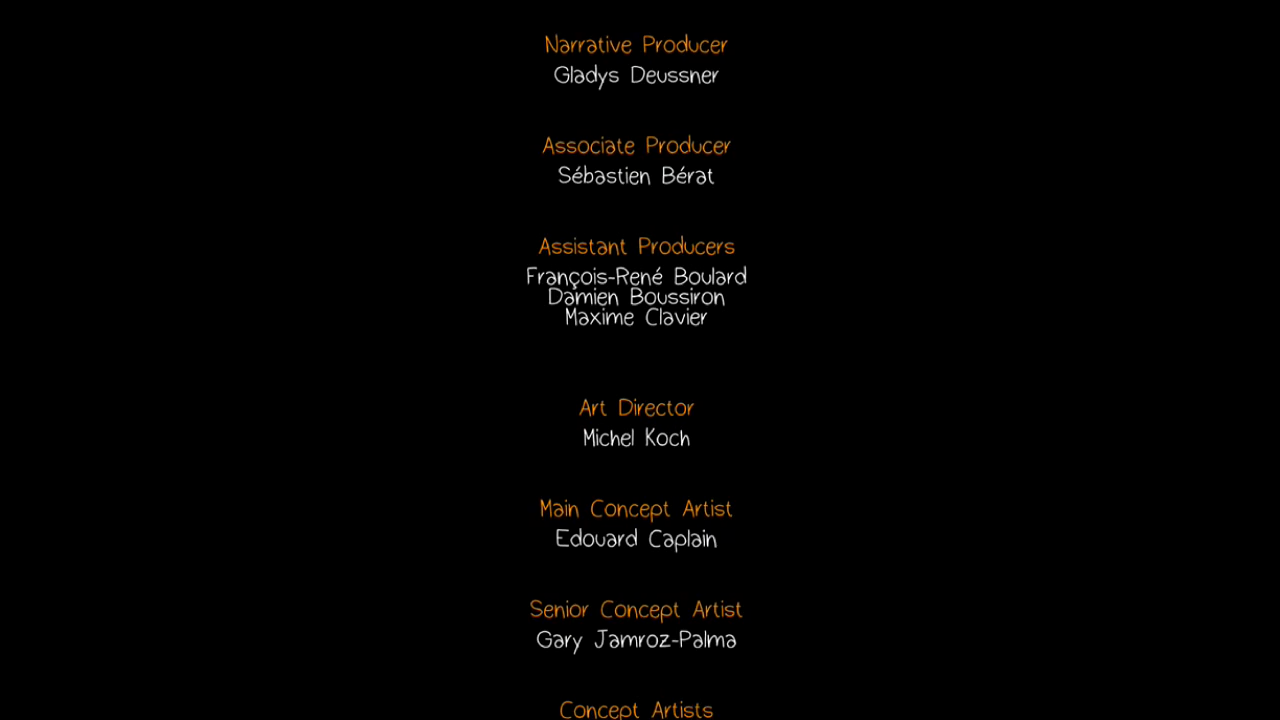 Narrative Producer
Gladys Deussner
Associate Producer
Sébastien Bérat
Assistant Producers
François-René Boulard
Damien Boussiron
Maxime Clavier
Art Director
Michel Koch
Main Concept Artist
Edouard Caplain
Senior Concept Artist
Gary Jamroz-Palma
Concept Artists